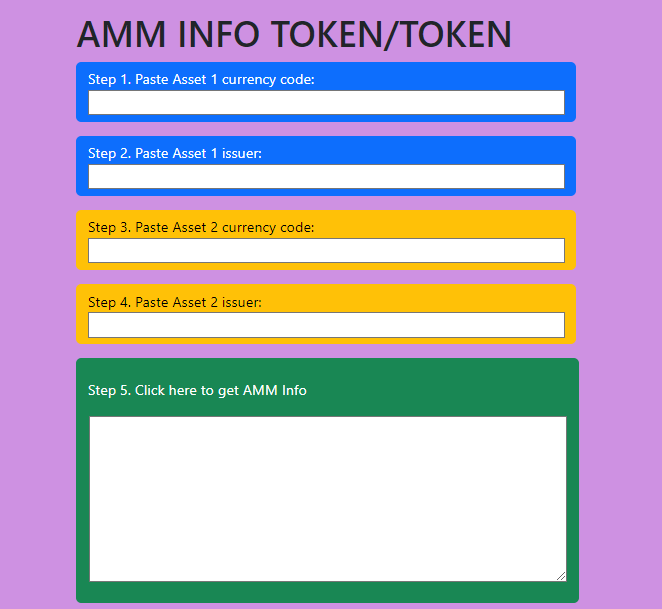 AMM INFO TOKEN/TOKEN
Step 1. Paste Asset 1 currency code:
Step 2. Paste Asset 1 issuer:
Step 3. Paste Asset 2 currency code:
Step 4. Paste Asset 2 issuer:
Step 5. Click here to get AMM Info